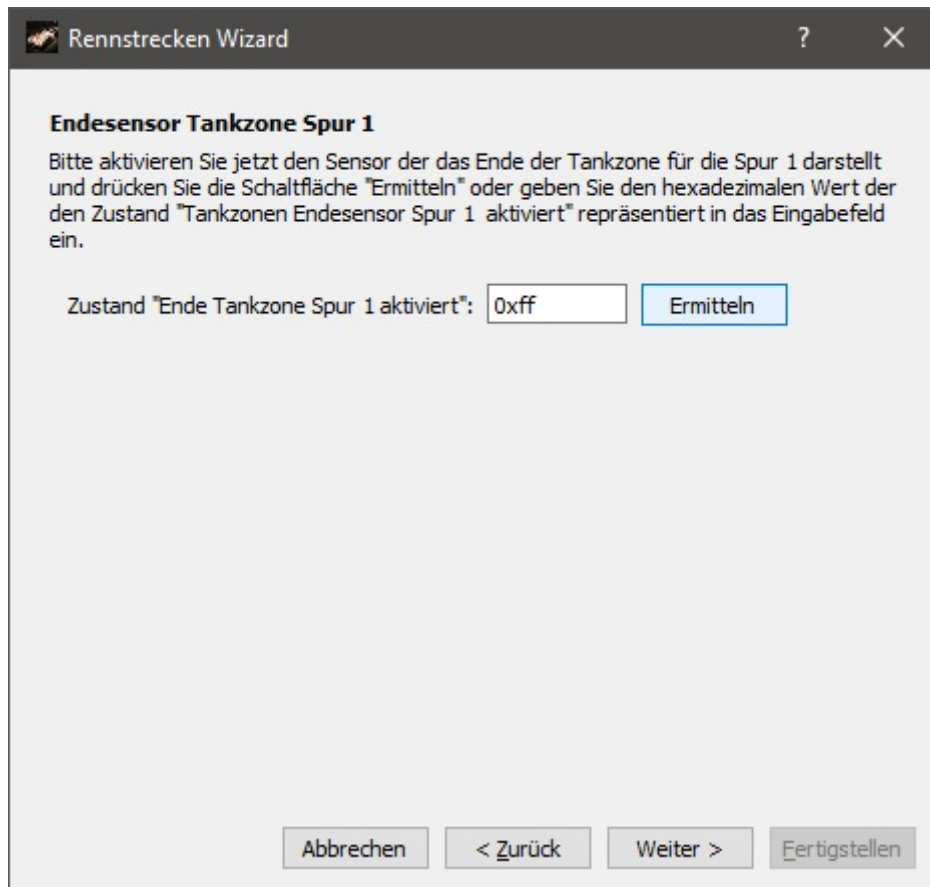 Rennstrecken Wizard ?
Endesensor Tankzone Spur 1
Bitte aktivieren Sie jetzt den Sensor der das Ende der Tankzone für die Spur 1 darstellt
und drücken Sie die Schaltfläche "Ermitteln" oder geben Sie den hexadezimalen Wert der
den Zustand "Tankzonen Endesensor Spur 1  aktiviert" repräsentiert in das Eingabefeld
ein.
Zustand "Ende Tankzone Spur 1 aktiviert": 0xff Ermitteln
Abbrechen < Zurück Weiter > Fertigstellen